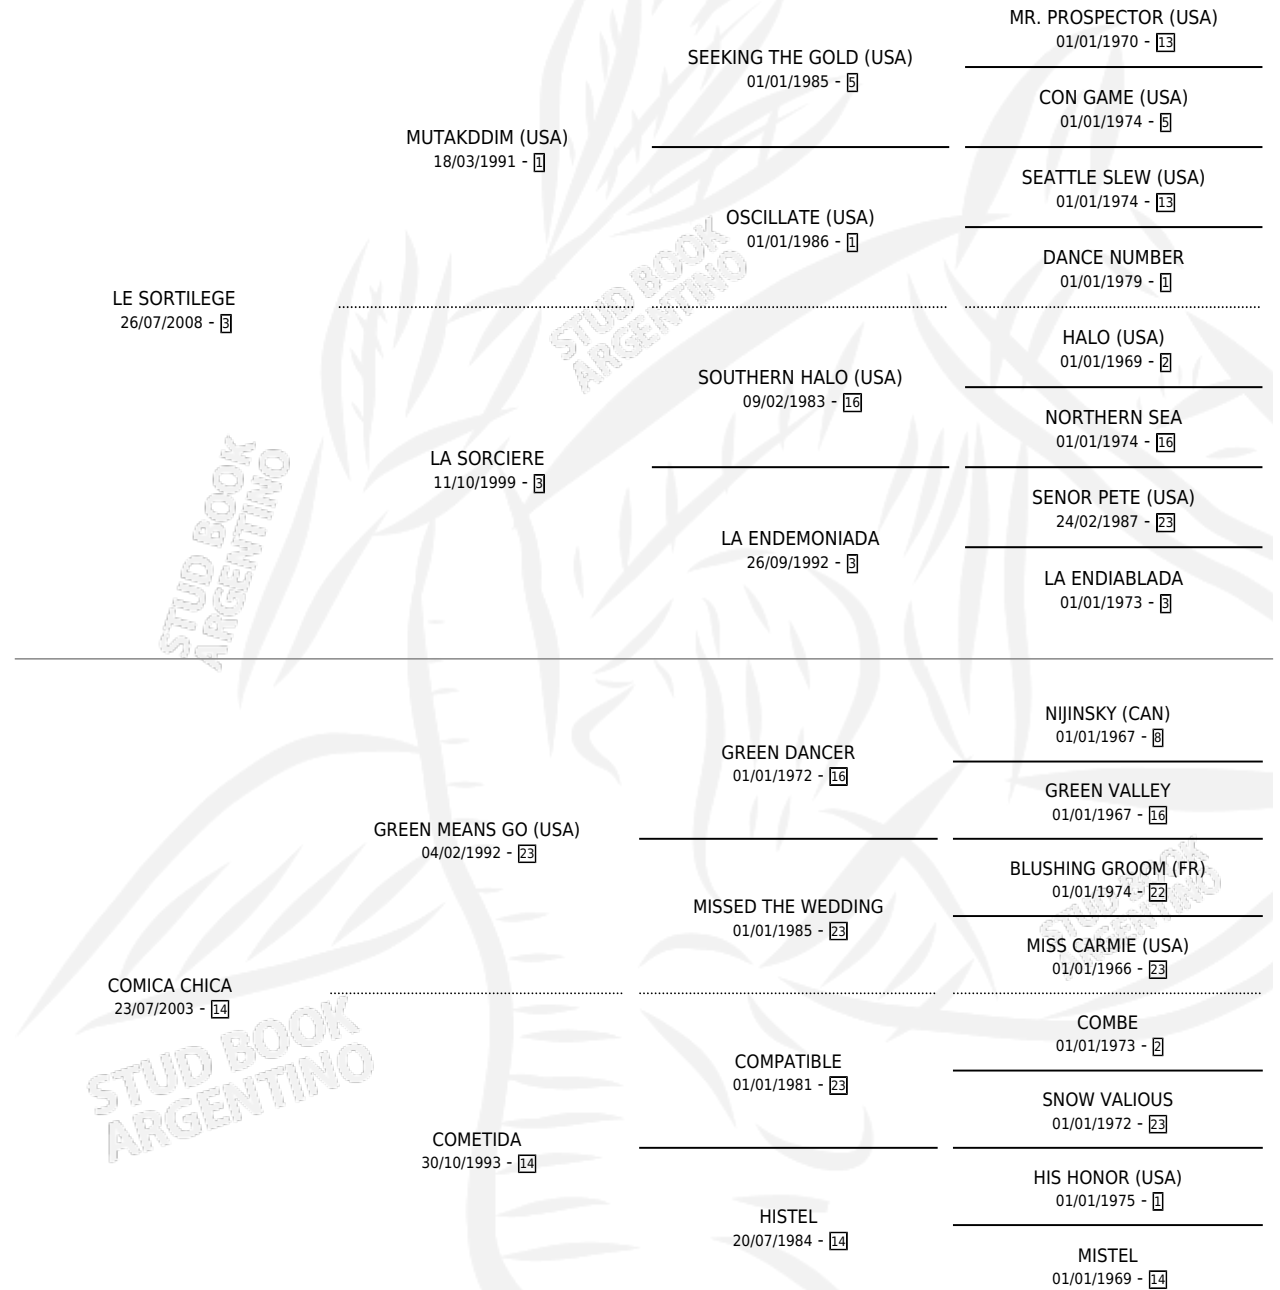 MR. PROSPECTOR (USA)
01/01/1970 - 13
SEEKING THE GOLD (USA)
01/01/1985 - 5
CON GAME (USA)
01/01/1974 - 5
MUTAKDDIM (USA)
18/03/1991 - 1
SEATTLE SLEW (USA)
01/01/1974 - 13
OSCILLATE (USA)
01/01/1986 - 1
DANCE NUMBER
01/01/1979 - 1
LE SORTILEGE
26/07/2008 - 3
HALO (USA)
01/01/1969 - 2
SOUTHERN HALO (USA)
09/02/1983 - 16
NORTHERN SEA
01/01/1974 - 16
LA SORCIERE
11/10/1999 - 3
SENOR PETE (USA)
24/02/1987 - 23
LA ENDEMONIADA
26/09/1992 - 3
LA ENDIABLADA
01/01/1973 - 3
NIJINSKY (CAN)
01/01/1967 - 8
GREEN DANCER
01/01/1972 - 16
GREEN VALLEY
01/01/1967 - 16
GREEN MEANS GO (USA)
04/02/1992 - 23
BLUSHING GROOM (FR)
01/01/1974 - 22
MISSED THE WEDDING
01/01/1985 - 23
MISS CARMIE (USA)
01/01/1966 - 23
COMICA CHICA
23/07/2003 - 14
COMBE
01/01/1973 - 2
COMPATIBLE
01/01/1981 - 23
SNOW VALIOUS
01/01/1972 - 23
COMETIDA
30/10/1993 - 14
HIS HONOR (USA)
01/01/1975 - 1
HISTEL
20/07/1984 - 14
MISTEL
01/01/1969 - 14
STUD BOOK
ARGENTINO
STUD BOOK
ARGENTINO
STUD BOOK
ARGENTINO
STUD BOOK
ARGENTINO